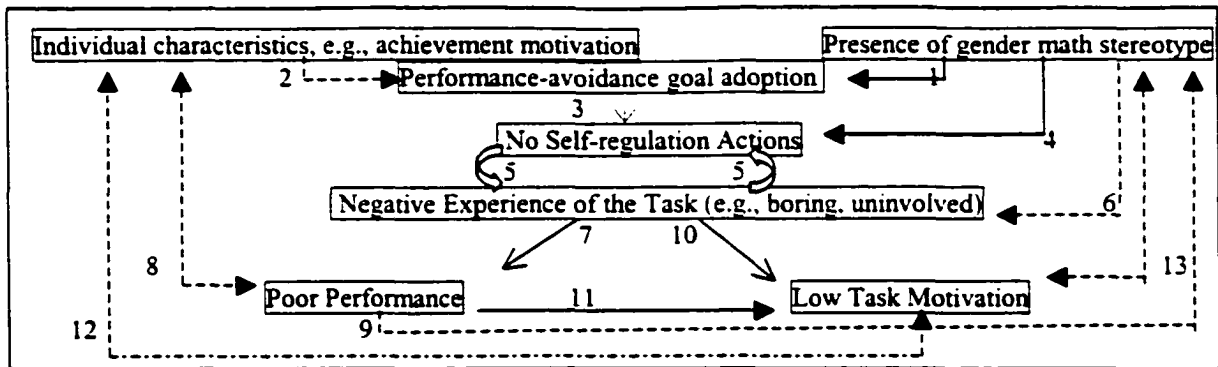 Individual characteristics, e.g., achievement motivation
Presence of gender math stereotype
2
Performance-avoidance goal adoption
1
3
No Self-regulation Actions
4
5
5
Negative Experience of the Task (e.g., boring, uninvolved)
6
7
10
8
13
Poor Performance
11
Low Task Motivation
12
9